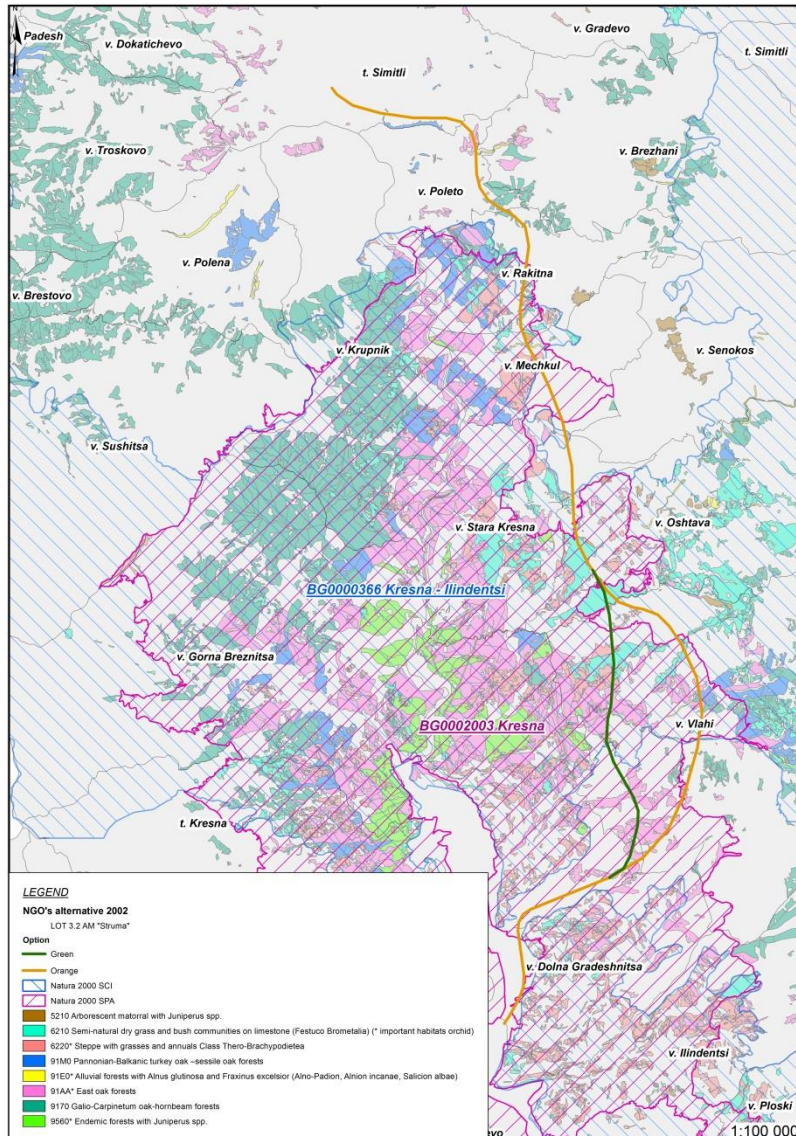 N
Padesh
v. Gradevo
v. Dokatichevo
t. Simitli
t. Simitli
v. Troskovo
v. Brezhani
v. Poleto
v. Polena
v. Rakitna
v. Brestovo
v. Krupnik
v. Senokos
v. Mechkul
v. Sushitsa
v. Stara Kresna
v. Oshtava
BG0000366 Kresna - Ilindentsi
v. Gorna Breznitsa
BG0002003 Kresna
v. Vlahi
t. Kresna
v. Dolna Gradeshnitsa
v. Ilindentsi
v. Ploski
evo
1:100 000
LEGEND
NGO's alternative 2002
LOT 3.2 AM "Struma"
Option
Green
Orange
Natura 2000 SCI
Natura 2000 SPA
5210 Arborescent matorral with Juniperus spp.
6210 Semi-natural dry grass and bush communities on limestone (Festuco Brometalia) (* important habitats orchid)
6220* Steppe with grasses and annuals Class Thero-Brachypodietea
91M0 Pannonian-Balkanic turkey oak –sessile oak forests
91E0* Alluvial forests with Alnus glutinosa and Fraxinus excelsior (Alno-Padion, Alnion incanae, Salicion albae)
91AA* East oak forests
9170 Galio-Carpinetum oak-hornbeam forests
9560* Endemic forests with Juniperus spp.